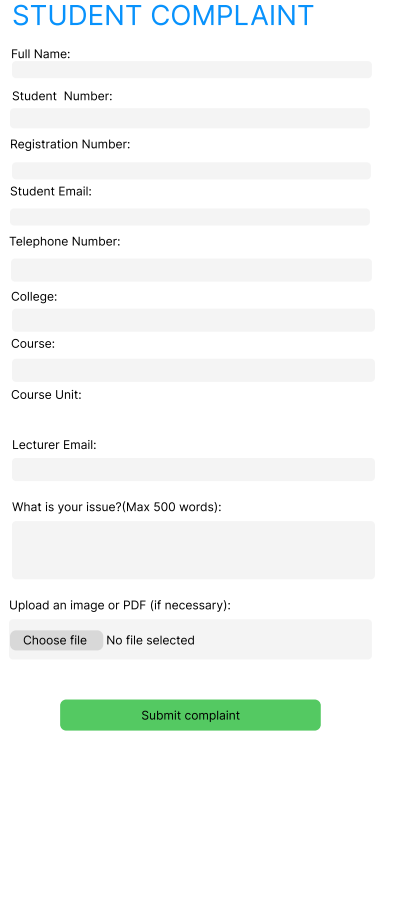 STUDENT COMPLAINT
Full Name:
Student  Number:
Registration Number:
Student Email:
Telephone Number:
College:
Course:
Course Unit:
Lecturer Email:
What is your issue?(Max 500 words):
Upload an image or PDF (if necessary):
Choose file No file selected
Submit complaint